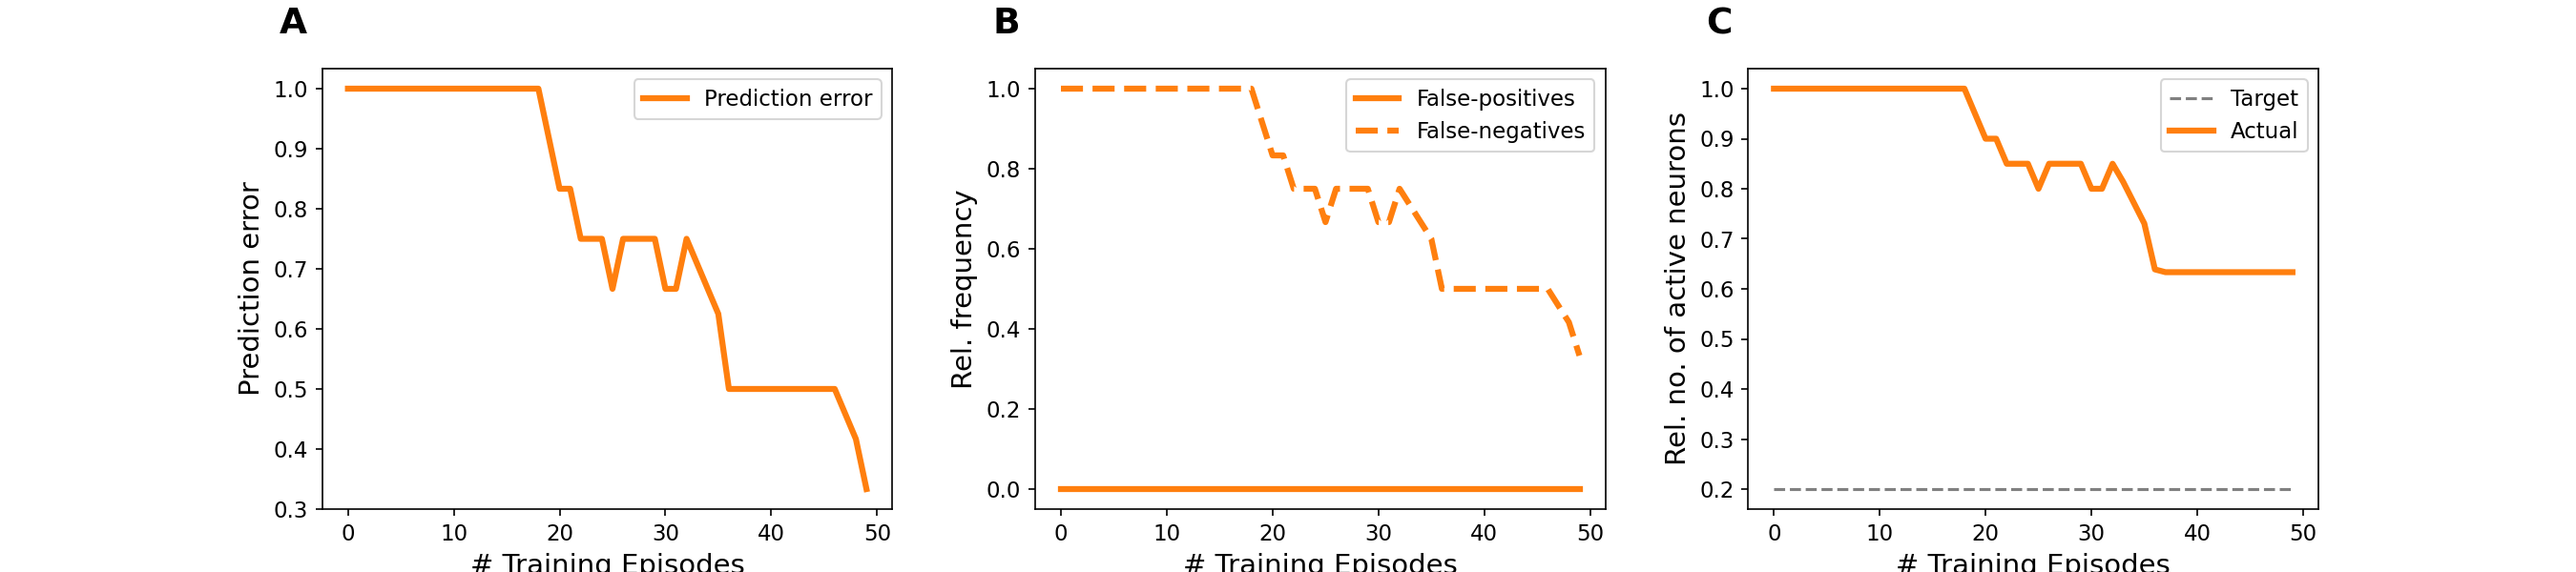 A
Prediction error
1.0
0.9
0.8
0.7
0.6
0.5
0.4
0.3
0 10 20 30 40 50
Prediction error
# Training Episodes
B
False-positives
False-negatives
1.0
0.8
0.6
0.4
0.2
0.0
0 10 20 30 40 50
Rel. frequency
# Training Episodes
C
Target
Actual
1.0
0.9
0.8
0.7
0.6
0.5
0.4
0.3
0.2
0 10 20 30 40 50
Rel. no. of active neurons
# Training Episodes